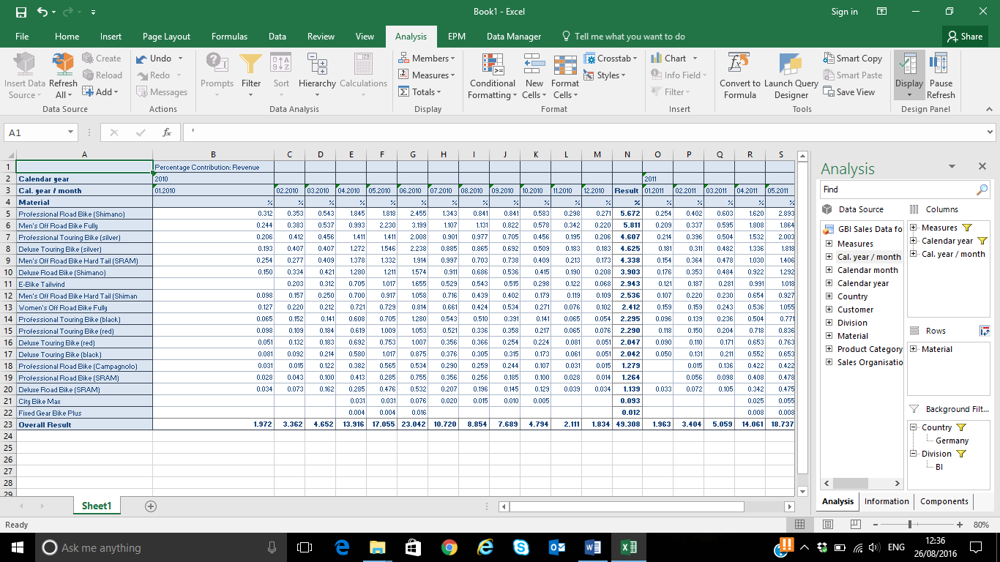 Book1 - Excel
Sign in
File Home Insert Page Layout Formulas Data Review View Analysis EPM Data Manager Tell me what you want to do Share
Insert Data Source
Refresh All
Create
Reload
Add
Data Source
Undo
Redo
Messages
Actions
Prompts Filter Sort Hierarchy Calculations
Data Analysis
Members
Measures
Totals
Display
Conditional Formatting
New Cells
Format Cells
Crosstab
Styles
Format
Chart
Info Field
Filter
Insert
Convert to Formula
Launch Query Designer
Smart Copy
Smart Paste
Save View
Tools
Display
Pause Refresh
Design Panel
A1 fx '
A B C D E F G H I J K L M N O P Q R S
1 Percentage Contribution: Revenue
2 Calendar year 2010 2011
3 Cal. year / month 01.2010 02.2010 03.2010 04.2010 05.2010 06.2010 07.2010 08.2010 09.2010 10.2010 11.2010 12.2010 Result 01.2011 02.2011 03.2011 04.2011 05.2011
4 Material % % % % % % % % % % % % % % % % % %
5 Professional Road Bike (Shimano) 0.312 0.353 0.543 1.845 1.818 2.455 1.343 0.841 0.841 0.583 0.298 0.271 5.672 0.254 0.402 0.603 1.620 2.893
6 Men's Off Road Bike Fully 0.244 0.383 0.537 0.993 2.230 3.199 1.107 1.131 0.822 0.578 0.342 0.220 5.811 0.209 0.337 0.595 1.808 1.864
7 Professional Touring Bike (silver) 0.206 0.412 0.456 1.411 1.411 2.008 0.901 0.977 0.705 0.456 0.195 0.206 4.607 0.214 0.396 0.504 1.532 2.003
8 Deluxe Touring Bike (silver) 0.193 0.407 0.407 1.272 1.546 2.238 0.885 0.865 0.692 0.509 0.183 0.183 4.625 0.181 0.311 0.482 1.336 1.818
9 Men's Off Road Bike Hard Tail (SRAM) 0.254 0.277 0.409 1.378 1.332 1.914 0.997 0.703 0.738 0.409 0.213 0.173 4.338 0.154 0.364 0.478 1.030 1.406
10 Deluxe Road Bike (Shimano) 0.150 0.334 0.421 1.280 1.211 1.574 0.911 0.686 0.536 0.415 0.190 0.208 3.903 0.176 0.353 0.484 0.922 1.292
11 E-Bike Tailwind 0.203 0.312 0.705 1.017 1.655 0.529 0.543 0.515 0.298 0.122 0.068 2.943 0.121 0.187 0.281 0.991 1.018
12 Men's Off Road Bike Hard Tail (Shiman 0.098 0.157 0.250 0.700 0.917 1.058 0.716 0.439 0.402 0.179 0.119 0.109 2.536 0.107 0.220 0.230 0.654 0.927
13 Women's Off Road Bike Fully 0.127 0.220 0.212 0.721 0.729 0.814 0.661 0.424 0.534 0.271 0.076 0.102 2.412 0.159 0.159 0.243 0.536 1.055
14 Professional Touring Bike (black) 0.065 0.152 0.141 0.608 0.705 1.280 0.543 0.510 0.391 0.141 0.065 0.054 2.295 0.096 0.139 0.236 0.504 0.771
15 Professional Touring Bike (red) 0.098 0.109 0.184 0.619 1.009 1.053 0.521 0.336 0.358 0.217 0.065 0.076 2.290 0.118 0.150 0.204 0.718 0.836
16 Deluxe Touring Bike (red) 0.051 0.132 0.183 0.692 0.753 1.007 0.356 0.366 0.254 0.224 0.081 0.051 2.047 0.090 0.110 0.171 0.653 0.763
17 Deluxe Touring Bike (black) 0.081 0.092 0.214 0.580 1.017 0.875 0.376 0.305 0.315 0.173 0.061 0.051 2.042 0.050 0.131 0.211 0.552 0.653
18 Professional Road Bike (Campagnolo) 0.031 0.015 0.122 0.382 0.565 0.534 0.290 0.259 0.244 0.107 0.031 0.015 1.279 0.015 0.136 0.422 0.422
19 Professional Road Bike (SRAM) 0.028 0.043 0.100 0.413 0.285 0.755 0.356 0.256 0.185 0.100 0.028 0.014 1.264 0.056 0.098 0.408 0.478
20 Deluxe Road Bike (SRAM) 0.034 0.073 0.162 0.285 0.476 0.532 0.207 0.196 0.145 0.129 0.039 0.034 1.139 0.033 0.072 0.105 0.342 0.475
21 City Bike Max 0.031 0.031 0.076 0.020 0.015 0.010 0.005 0.093 0.025 0.055
22 Fixed Gear Bike Plus 0.004 0.004 0.016 0.012 0.008 0.008
23 Overall Result 1.972 3.362 4.652 13.916 17.055 23.042 10.720 8.854 7.689 4.794 2.111 1.834 49.308 1.963 3.404 5.059 14.061 18.737
24
25
26
27
28
29
Analysis
Find
Data Source
GBI Sales Data fo
Measures
Cal. year / month
Calendar month
Calendar year
Country
Customer
Division
Material
Product Category
Sales Organisatio
Columns
Measures
Calendar year
Cal. year / month
Rows
Material
Background Filt...
Country
Germany
Division
BI
Analysis Information Components
Sheet1
Ready
80%
Ask me anything
ENG
12:36
26/08/2016